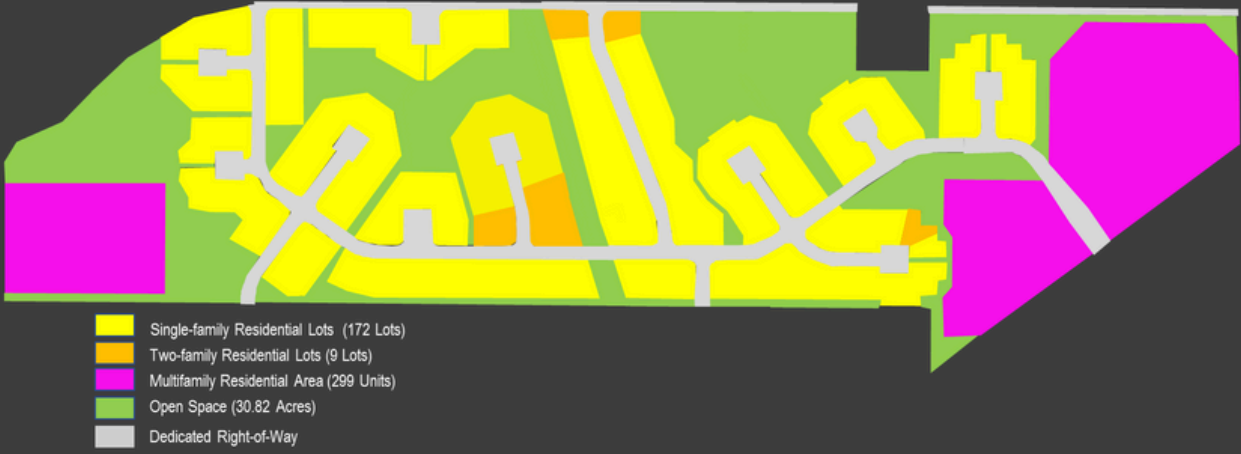 Single-family Residential Lots (172 Lots)
Two-family Residential Lots (9 Lots)
Multifamily Residential Area (299 Units)
Open Space (30.82 Acres)
Dedicated Right-of-Way